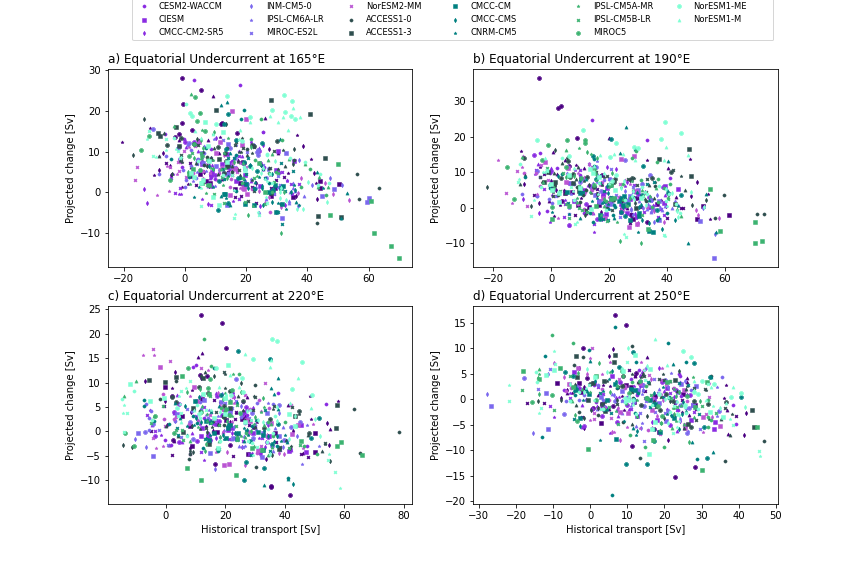 CESM2-WACCM INM-CM5-0 NorESM2-MM CMCC-CM IPSL-CM5A-MR NorESM1-ME
CIESM IPSL-CM6A-LR ACCESS1-0 CMCC-CMS IPSL-CM5B-LR NorESM1-M
CMCC-CM2-SR5 MIROC-ES2L ACCESS1-3 CNRM-CM5 MIROC5
a) Equatorial Undercurrent at 165°E
Projected change [Sv]
30
20
10
0
−10
−20 0 20 40 60
b) Equatorial Undercurrent at 190°E
Projected change [Sv]
30
20
10
0
−10
−20 0 20 40 60
c) Equatorial Undercurrent at 220°E
Projected change [Sv]
25
20
15
10
5
0
−5
−10
0 20 40 60 80
Historical transport [Sv]
d) Equatorial Undercurrent at 250°E
Projected change [Sv]
15
10
5
0
−5
−10
−15
−20
−30 −20 −10 0 10 20 30 40 50
Historical transport [Sv]